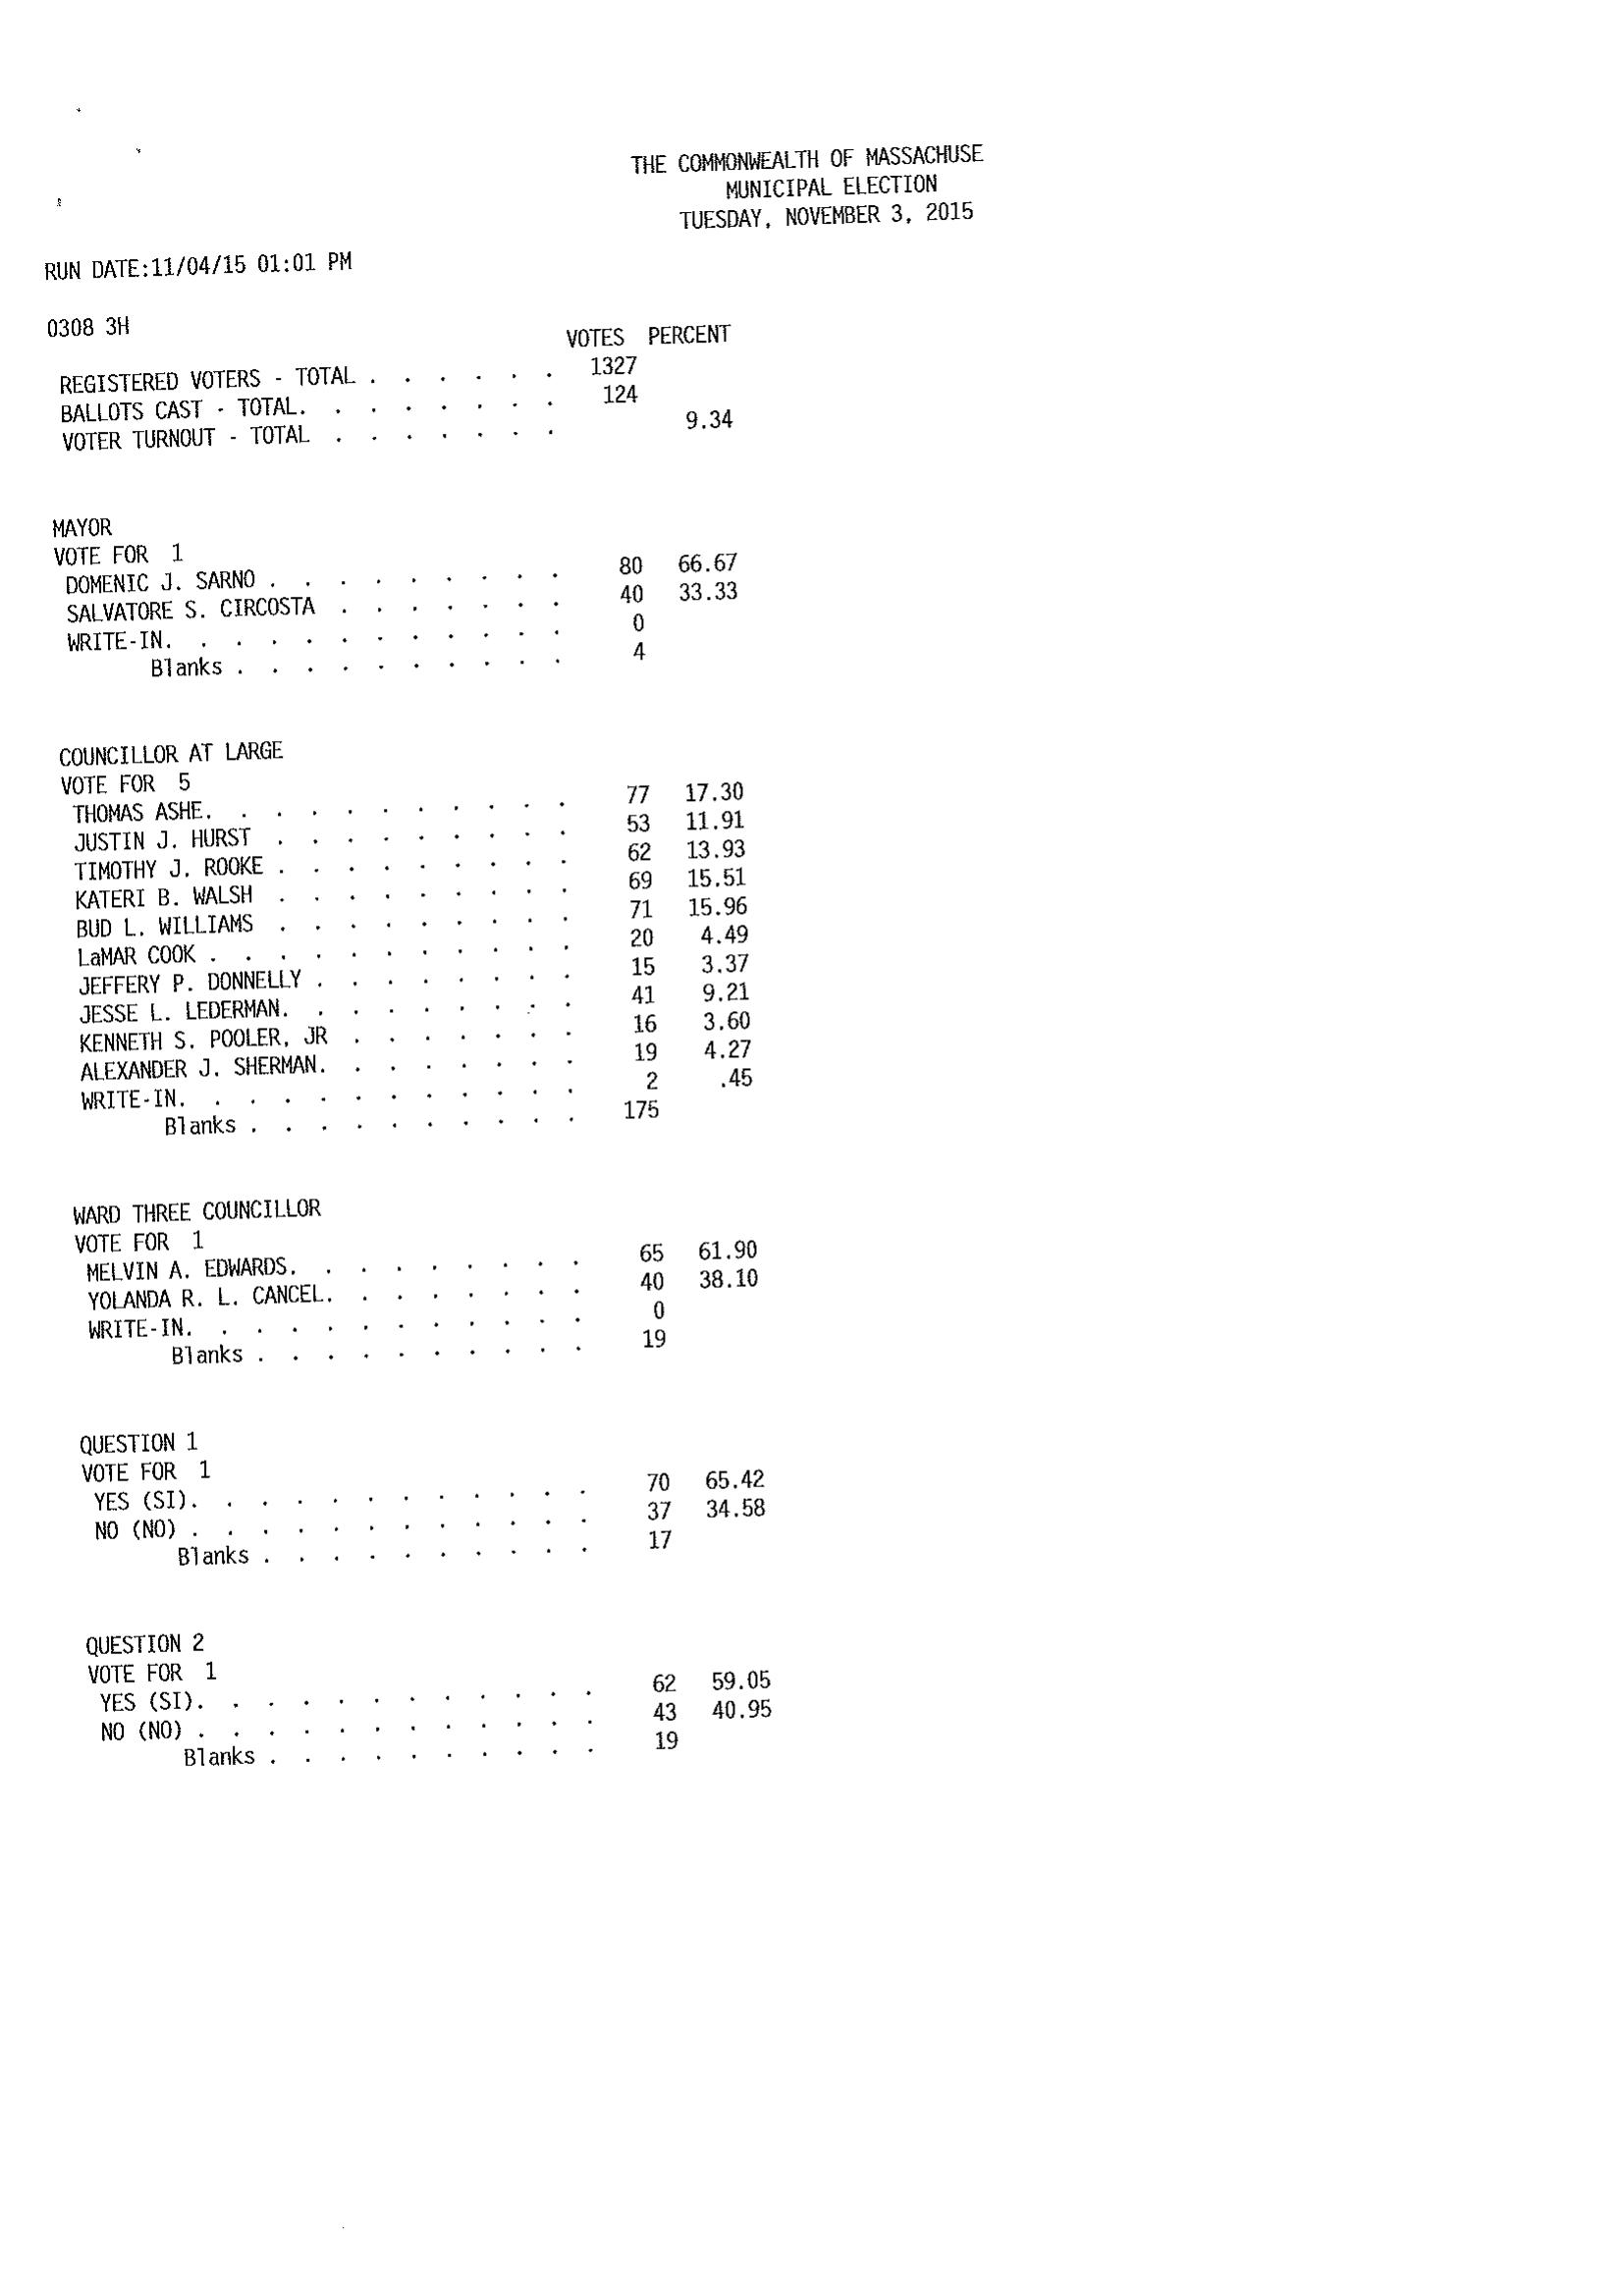 THE COMMONWEALTH OF MASSACHUSE
MUNICIPAL ELECTION
TUESDAY, NOVEMBER 3, 2015
RUN DATE:11/04/15 01:01 PM
0308 3H
VOTES PERCENT
REGISTERED VOTERS - TOTAL . . . . . . 1327
BALLOTS CAST - TOTAL. . . . . . . . 124
VOTER TURNOUT - TOTAL . . . . . . . 9.34
MAYOR
VOTE FOR 1
DOMENIC J. SARNO . . . . . . . . . 80 66.67
SALVATORE S. CIRCOSTA . . . . . . . 40 33.33
WRITE-IN. . . . . . . . . . . . 0
Blanks . . . . . . . . . . 4
COUNCILLOR AT LARGE
VOTE FOR 5
THOMAS ASHE. . . . . . . . . . . 77 17.30
JUSTIN J. HURST . . . . . . . . . 53 11.91
TIMOTHY J. ROOKE . . . . . . . . . 62 13.93
KATERI B. WALSH . . . . . . . . . 69 15.51
BUD L. WILLIAMS . . . . . . . . . 71 15.96
LaMAR COOK . . . . . . . . . . . 20 4.49
JEFFERY P. DONNELLY . . . . . . . . 15 3.37
JESSE L. LEDERMAN. . . . . . . . . 41 9.21
KENNETH S. POOLER, JR . . . . . . . 16 3.60
ALEXANDER J. SHERMAN. . . . . . . . 19 4.27
WRITE-IN. . . . . . . . . . . . 2 .45
Blanks . . . . . . . . . . 175
WARD THREE COUNCILLOR
VOTE FOR 1
MELVIN A. EDWARDS. . . . . . . . . 65 61.90
YOLANDA R. L. CANCEL. . . . . . . . 40 38.10
WRITE-IN. . . . . . . . . . . . 0
Blanks . . . . . . . . . . 19
QUESTION 1
VOTE FOR 1
YES (SI). . . . . . . . . . . . 70 65.42
NO (NO) . . . . . . . . . . . . 37 34.58
Blanks . . . . . . . . . . 17
QUESTION 2
VOTE FOR 1
YES (SI). . . . . . . . . . . . 62 59.05
NO (NO) . . . . . . . . . . . . 43 40.95
Blanks . . . . . . . . . . 19